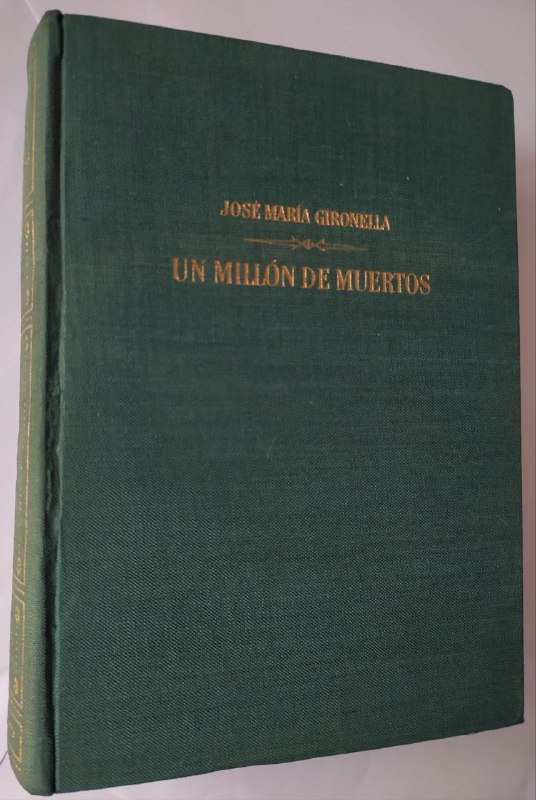 JOSÉ MARÍA GIRONELLA
UN MILLÓN DE MUERTOS